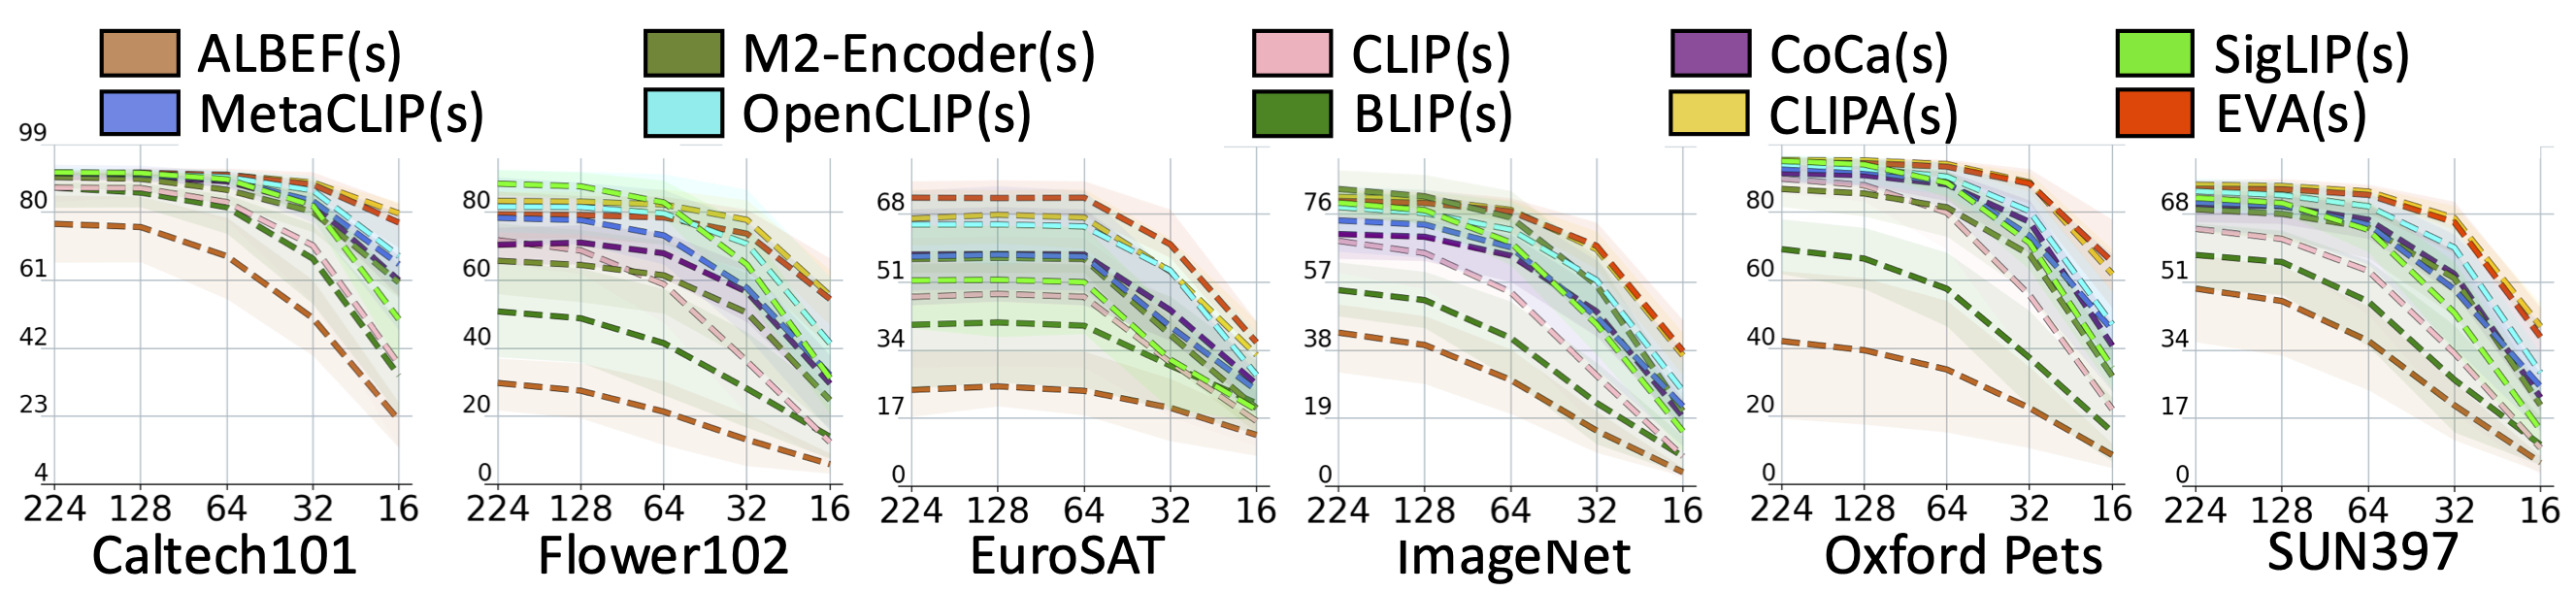 ALBEF(s) M2-Encoder(s) CLIP(s) CoCa(s) SigLIP(s)
MetaCLIP(s) OpenCLIP(s) BLIP(s) CLIPA(s) EVA(s)
99
80
61
42
23
4
224 128 64 32 16
Caltech101
80
60
40
20
0
224 128 64 32 16
Flower102
68
51
34
17
0
224 128 64 32 16
EuroSAT
76
57
38
19
0
224 128 64 32 16
ImageNet
80
60
40
20
0
224 128 64 32 16
Oxford Pets
68
51
34
17
0
224 128 64 32 16
SUN397